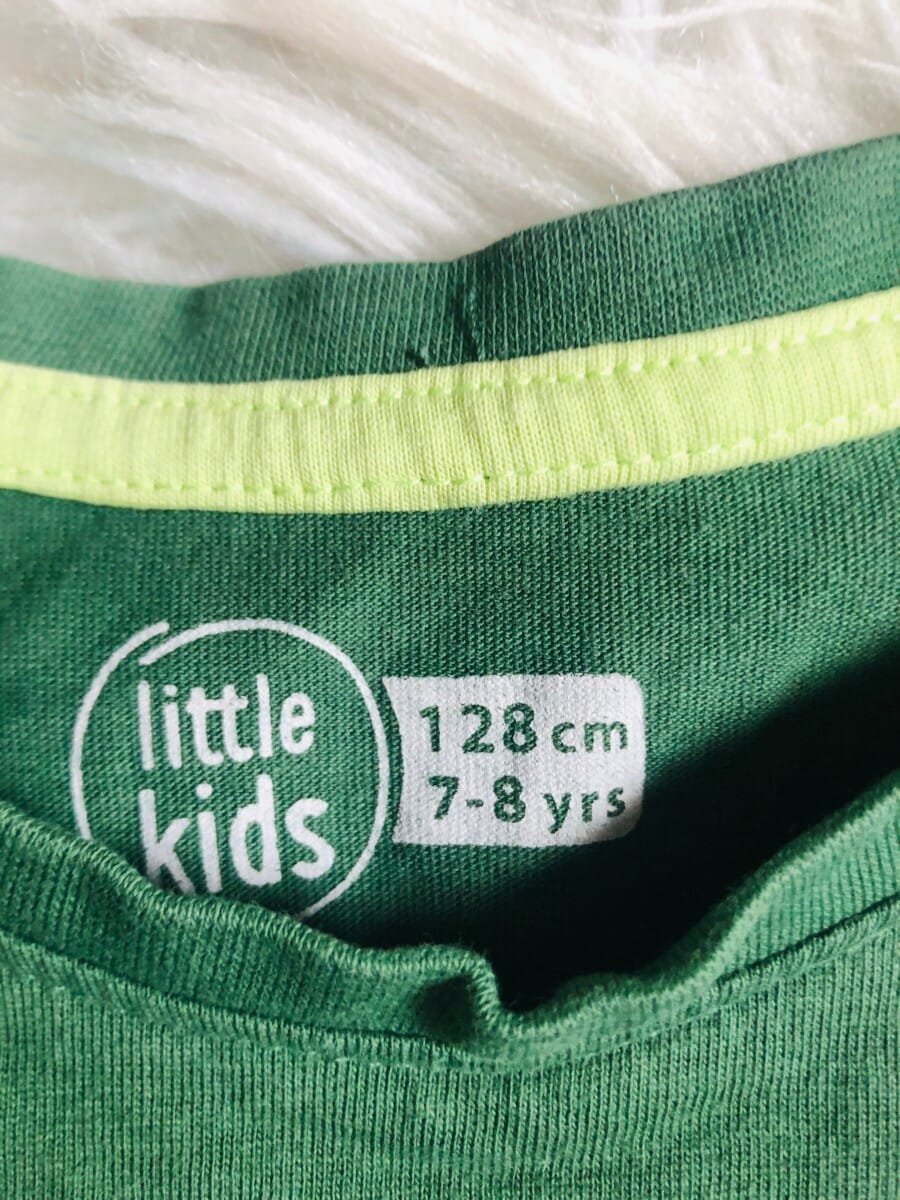 little
kids
128 cm
7-8 yrs